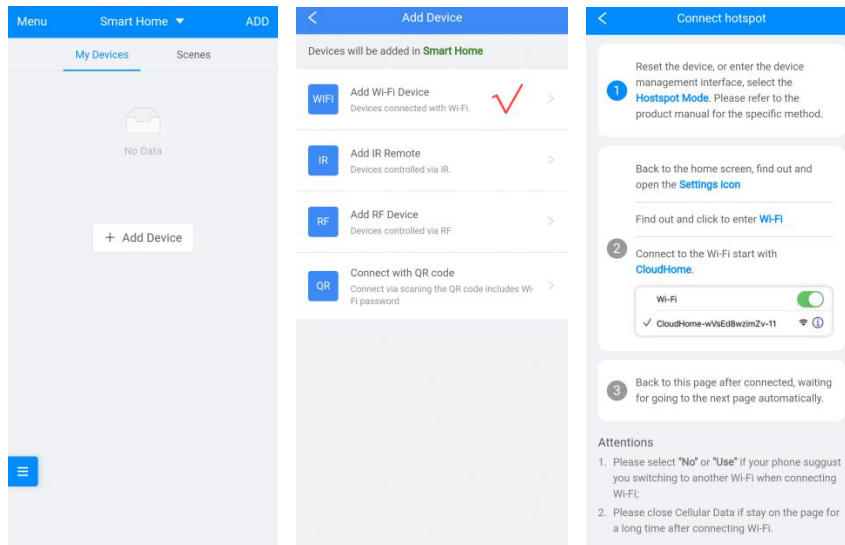 Menu
Smart Home ▼
ADD
My Devices
Scenes
No Data
+ Add Device
Add Device
Devices will be added in Smart Home
WIFI
Add Wi-Fi Device
Devices connected with Wi-Fi.
IR
Add IR Remote
Devices controlled via IR.
RF
Add RF Device
Devices controlled via RF
QR
Connect with QR code
Connect via scaning the QR code includes Wi-
Fi password
Connect hotspot
1
Reset the device, or enter the device
management interface, select the
Hostspot Mode. Please refer to the
product manual for the specific method.
2
Back to the home screen, find out and
open the Settings icon
Find out and click to enter Wi-Fi
Connect to the Wi-Fi start with
CloudHome.
Wi-Fi
CloudHome-wVsEd8wzimZv-11
3
Back to this page after connected, waiting
for going to the next page automatically.
Attentions
1. Please select "No" or "Use" if your phone suggust
you switching to another Wi-Fi when connecting
Wi-Fi;
2. Please close Cellular Data if stay on the page for
a long time after connecting Wi-Fi.